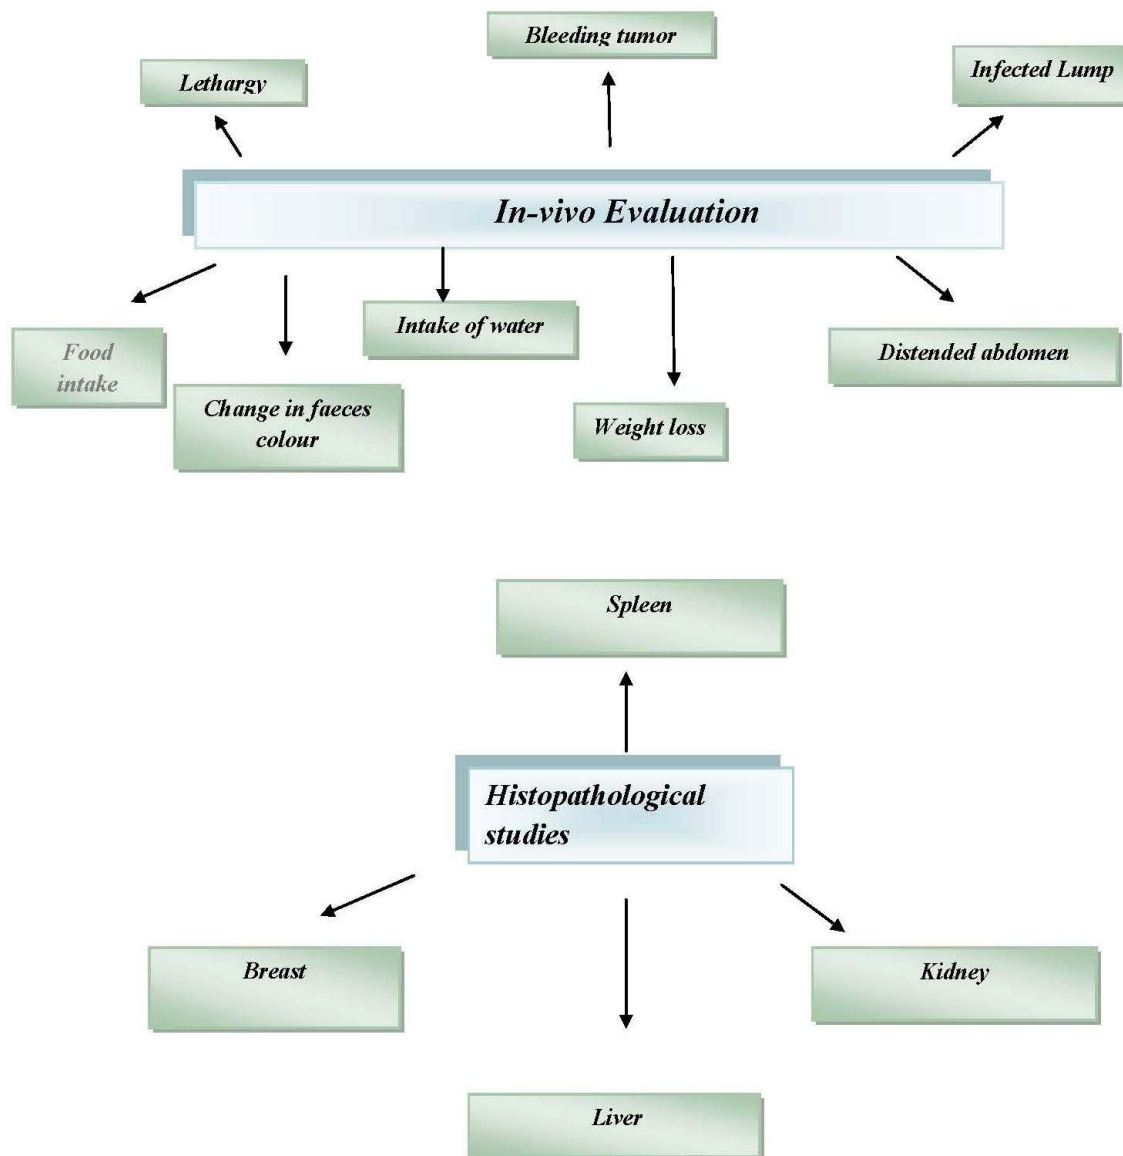 Bleeding tumor
Lethargy
Infected Lump
In-vivo Evaluation
Food
intake
Change in faeces
colour
Intake of water
Weight loss
Distended abdomen
Spleen
Histopathological
studies
Breast
Kidney
Liver